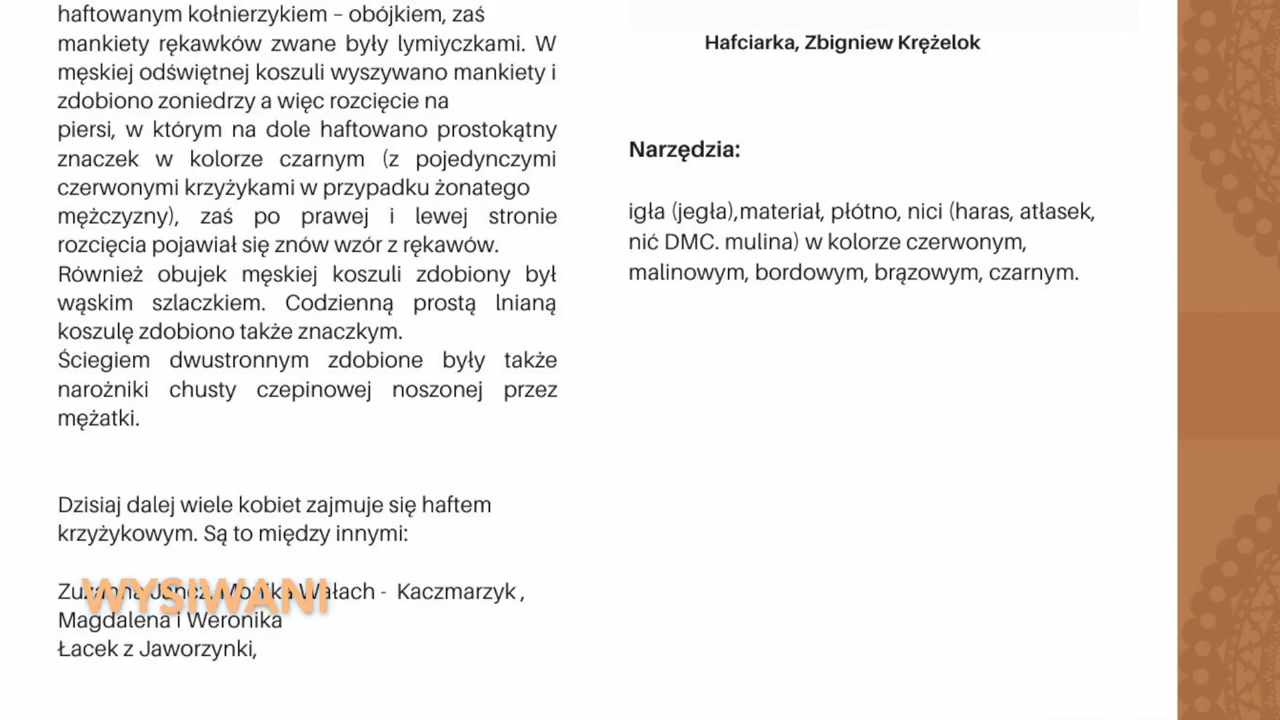 haftowanym kołnierzykiem – obójkiem, zaś
mankiety rękawków zwane były lymiyczkami. W
męskiej odświętnej koszuli wyszywano mankiety i
zdobiono zoniedrzy a więc rozcięcie na
piersi, w którym na dole haftowano prostokątny
znaczek w kolorze czarnym (z pojedynczymi
czerwonymi krzyżykami w przypadku żonatego
mężczyzny), zaś po prawej i lewej stronie
rozcięcia pojawiał się znów wzór z rękawów.
Również obujek męskiej koszuli zdobiony był
wąskim szlaczkiem. Codzienną prostą lnianą
koszulę zdobiono także znaczkym.
Ściegiem dwustronnym zdobione były także
narożniki chusty czepinowej noszonej przez
mężatki.
Dzisiaj dalej wiele kobiet zajmuje się haftem
krzyżykowym. Są to między innymi:
Zuzanna Monika Wałach - Kaczmarzyk ,
WYSIWANI
Magdalena i Weronika
Łacek z Jaworzynki,
Hafciarka, Zbigniew Krężelok
Narzędzia:
igła (jegła),materiał, płótno, nici (haras, atłasek,
nić DMC. mulina) w kolorze czerwonym,
malinowym, bordowym, brązowym, czarnym.